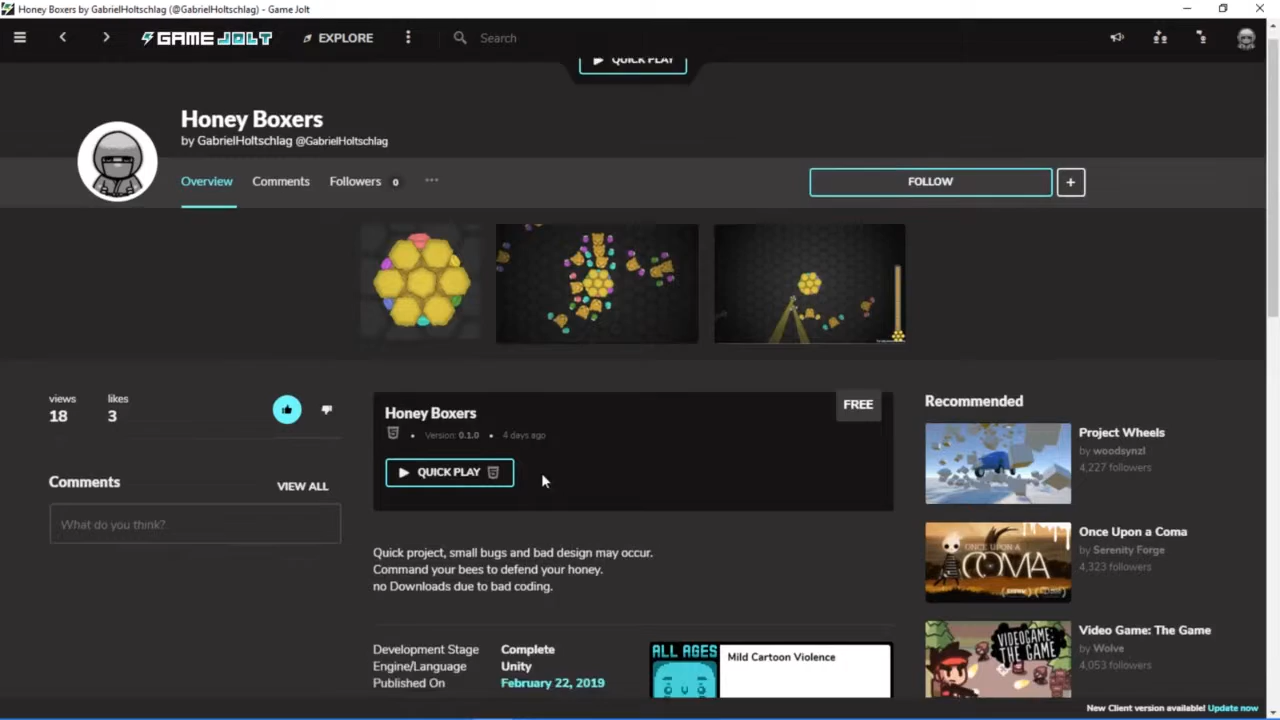 Honey Boxers by GabrielHoltschlag (@GabrielHoltschlag) - Game Jolt
GAME JOLT
EXPLORE
Search
QUICK PLAY
Honey Boxers
by GabrielHoltschlag @GabrielHoltschlag
Overview
Comments
Followers 0
FOLLOW
views
18
likes
3
Comments
VIEW ALL
What do you think?
Honey Boxers
FREE
Version: 0.1.0 • 4 days ago
QUICK PLAY
Quick project, small bugs and bad design may occur.
Command your bees to defend your honey.
no Downloads due to bad coding.
Development Stage Complete
Engine/Language Unity
Published On February 22, 2019
ALL AGES
Mild Cartoon Violence
Recommended
Project Wheels
by woodsynzl
4,227 followers
ONCE UPON A
COMA
Once Upon a Coma
by Serenity Forge
4,323 followers
VIDEOGAME:
THE GAME
Video Game: The Game
by Wolve
4,053 followers
New Client version available! Update now